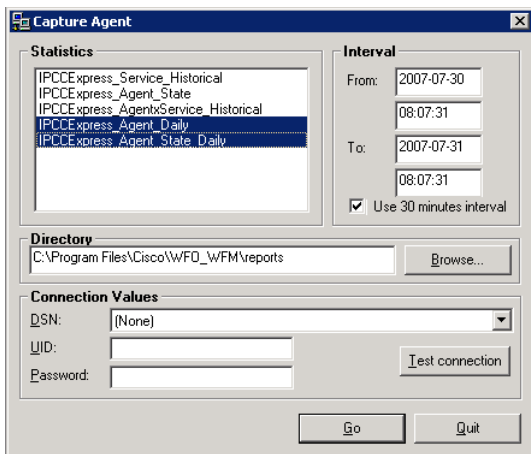 Capture Agent
Statistics
IPCCExpress_Service_Historical
IPCCExpress_Agent_State
IPCCExpress_AgentxService_Historical
IPCCExpress_Agent_Daily
IPCCExpress_Agent_State_Daily
Interval
From: 2007-07-30
08:07:31
To: 2007-07-31
08:07:31
Use 30 minutes interval
Directory
C:\Program Files\Cisco\WFO_WFM\reports
Browse...
Connection Values
DSN: (None)
UID:
Password:
Test connection
Go Quit